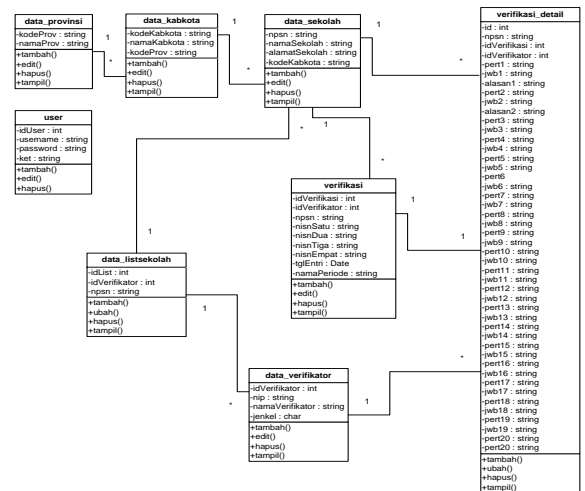 data_provinsi
-kodeProv : string
-namaProv : string
+tambah()
+edit()
+hapus()
+tampil()
1
*
data_kabkota
-kodeKabkota : string
-namaKabkota : string
-kodeProv : string
+tambah()
+edit()
+hapus()
+tampil()
1
*
data_sekolah
-npsn : string
-namaSekolah : string
-alamatSekolah : string
-kodeKabkota : string
+tambah()
+edit()
+hapus()
+tampil()
1
*
1
*
*
1
user
-idUser : int
-username : string
-password : string
-ket : string
+tambah()
+edit()
+hapus()
verifikasi
-idVerifikasi : int
-idVerifikator : int
-npsn : string
-nisnSatu : string
-nisnDua : string
-nisnTiga : string
-nisnEmpat : string
-tglEntri : Date
-namaPeriode : string
+tambah()
+edit()
+hapus()
+tampil()
1
1
data_listsekolah
-idList : int
-idVerifikator : int
-npsn : string
+tambah()
+ubah()
+hapus()
+tampil()
1
*
data_verifikator
-idVerifikator : int
-nip : string
-namaVerifikator : string
-jenkel : char
+tambah()
+edit()
+hapus()
+tampil()
1
*
verifikasi_detail
-id : int
-npsn : string
-idVerifikasi : int
-idVerifikator : int
-pert1 : string
-jwb1 : string
-alasan1 : string
-pert2 : string
-jwb2 : string
-alasan2 : string
-pert3 : string
-jwb3 : string
-pert4 : string
-jwb4 : string
-pert5 : string
-jwb5 : string
-pert6
-jwb6 : string
-pert7 : string
-jwb7 : string
-pert8 : string
-jwb8 : string
-pert9 : string
-jwb9 : string
-pert10 : string
-jwb10 : string
-pert11 : string
-jwb11 : string
-pert12 : string
-jwb12 : string
-pert13 : string
-jwb13 : string
-pert14 : string
-jwb14 : string
-pert15 : string
-jwb15 : string
-pert16 : string
-jwb16 : string
-pert17 : string
-jwb17 : string
-pert18 : string
-jwb18 : string
-pert19 : string
-jwb19 : string
-pert20 : string
-pert20 : string
+tambah()
+ubah()
+hapus()
+tampil()